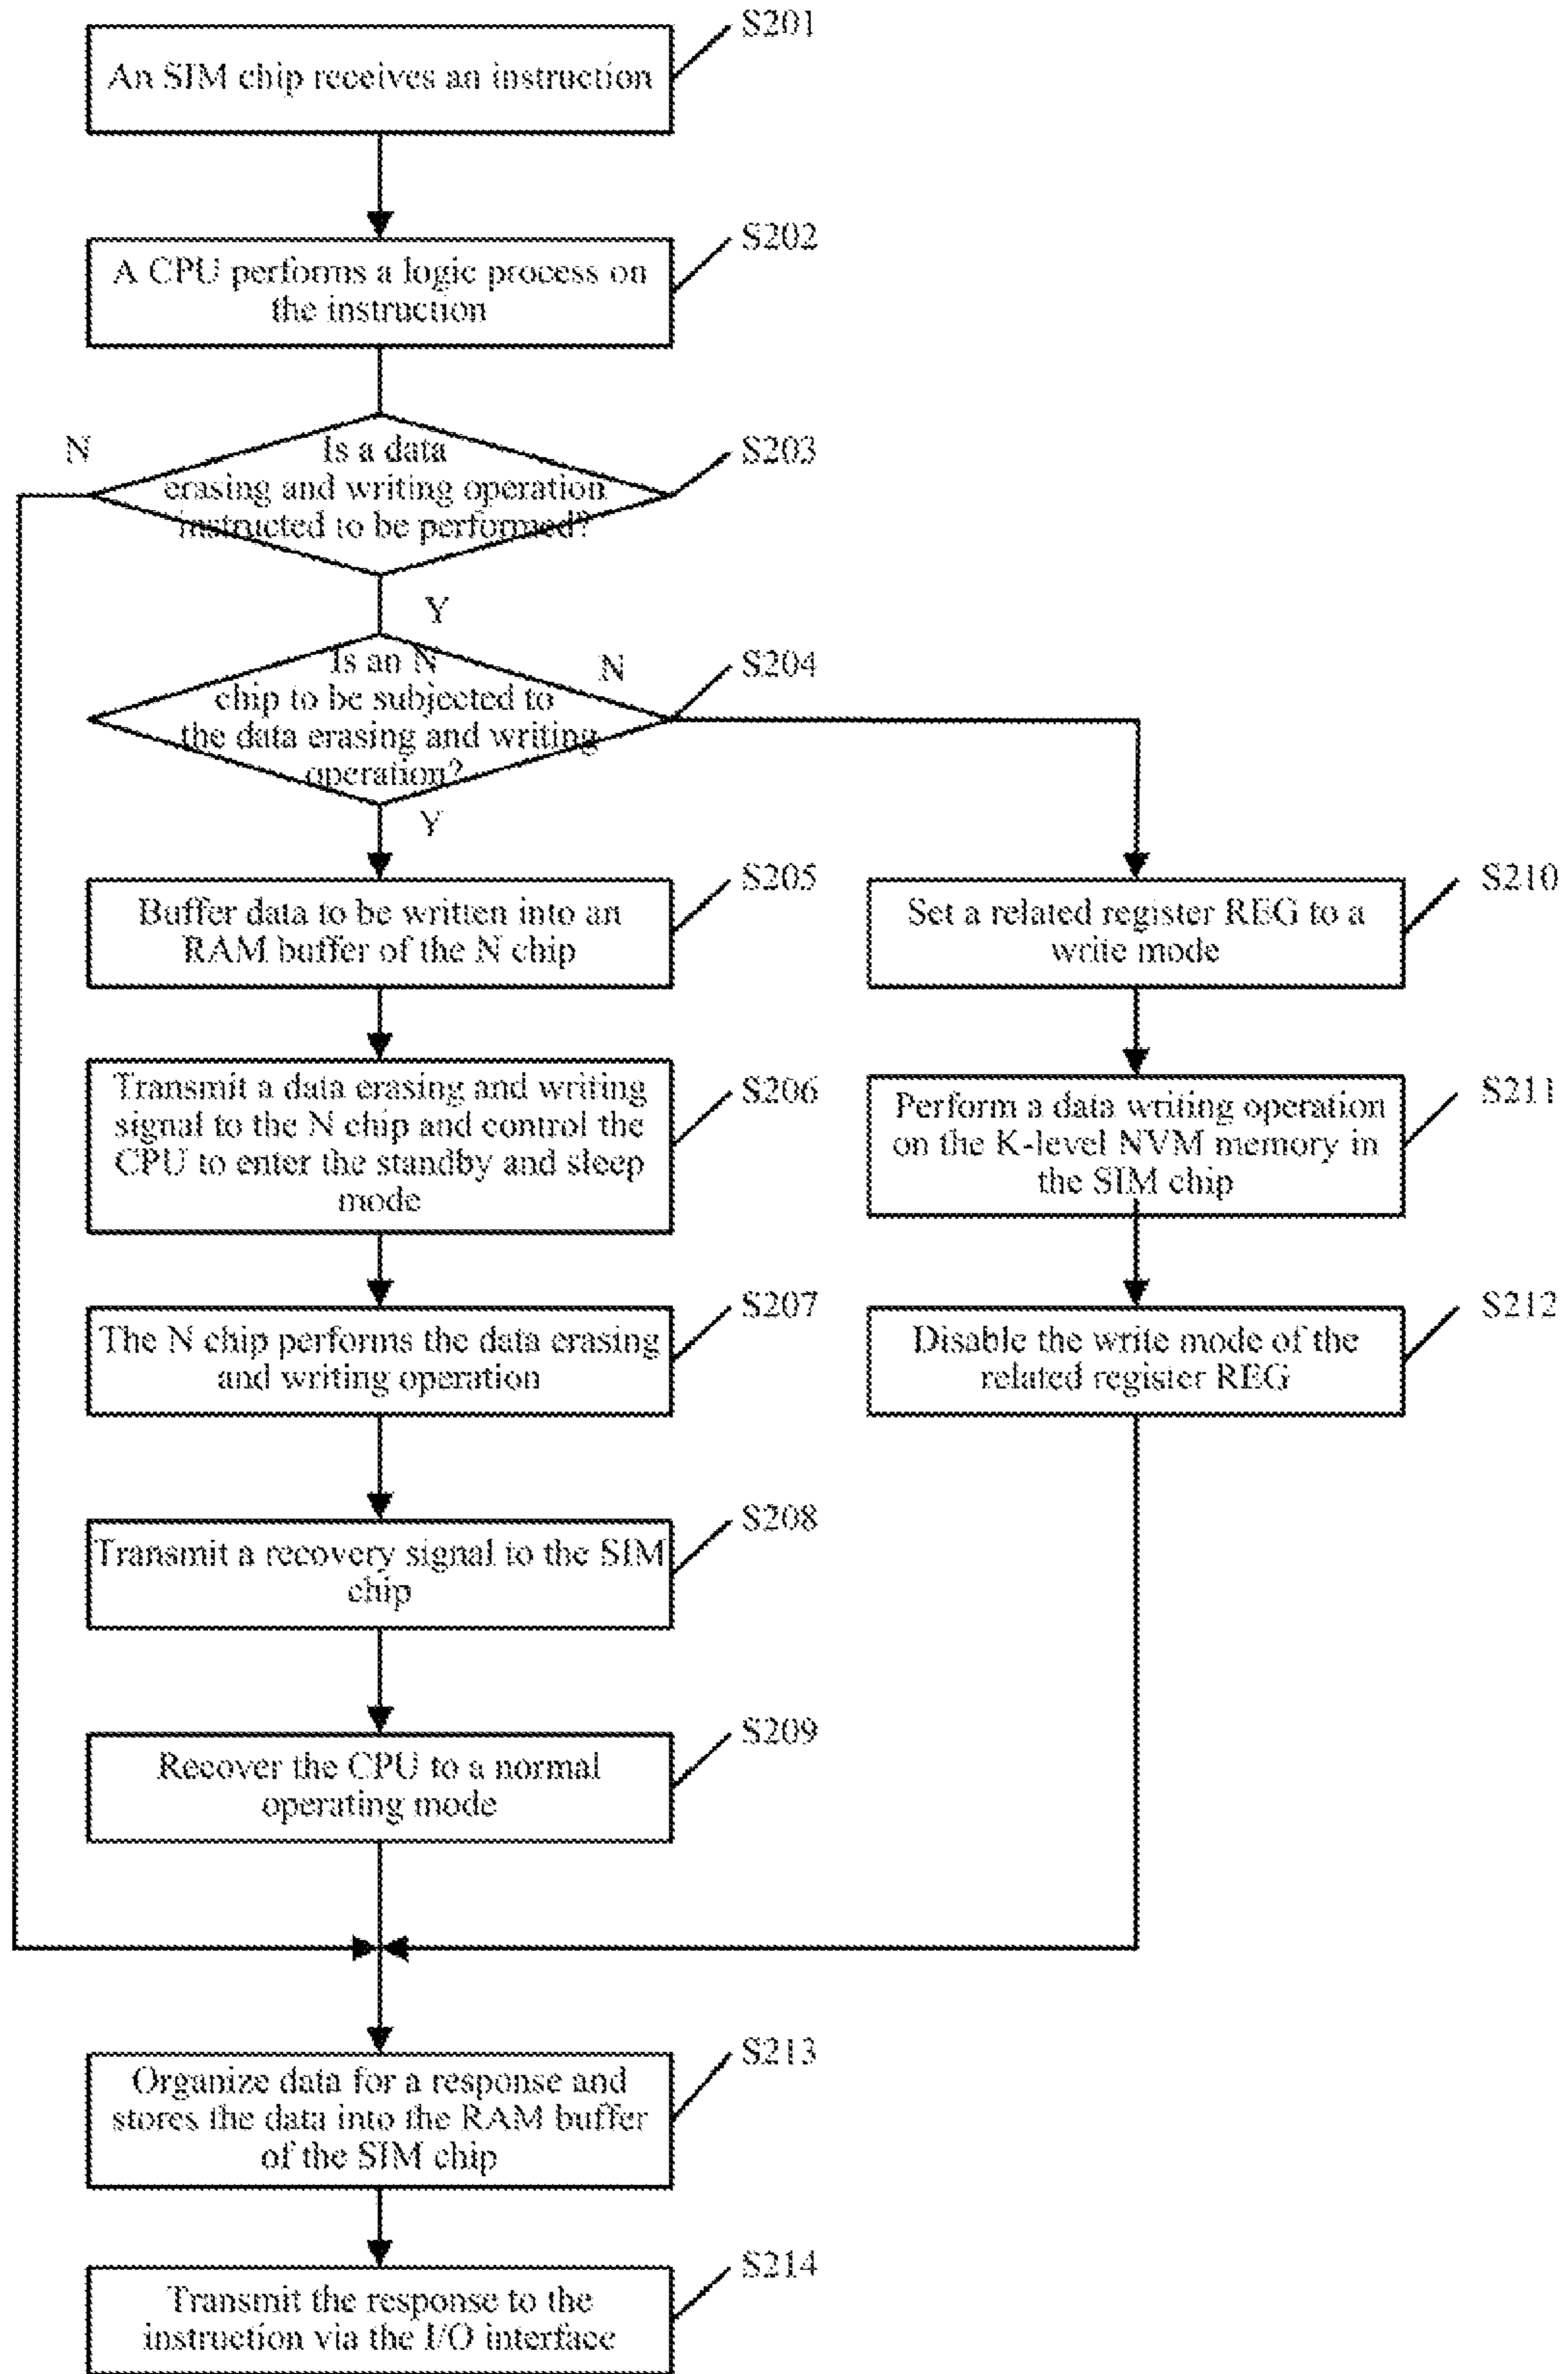 S201
An SIM chip receives an instruction
S202
A CPU performs a logic process on
the instruction
N
Is a data
erasing and writing operation
instructed to be performed?
S203
Y
Is an N
chip to be subjected to
the data erasing and writing
operation?
N
S204
Y
S205
Buffer data to be written into an
RAM buffer of the N chip
S210
Set a related register REG to a
write mode
S206
Transmit a data erasing and writing
signal to the N chip and control the
CPU to enter the standby and sleep
mode
S211
Perform a data writing operation
on the K-level NVM memory in
the SIM chip
S207
The N chip performs the data erasing
and writing operation
S212
Disable the write mode of the
related register REG
S208
Transmit a recovery signal to the SIM
chip
S209
Recover the CPU to a normal
operating mode
S213
Organize data for a response and
stores the data into the RAM buffer
of the SIM chip
S214
Transmit the response to the
instruction via the I/O interface